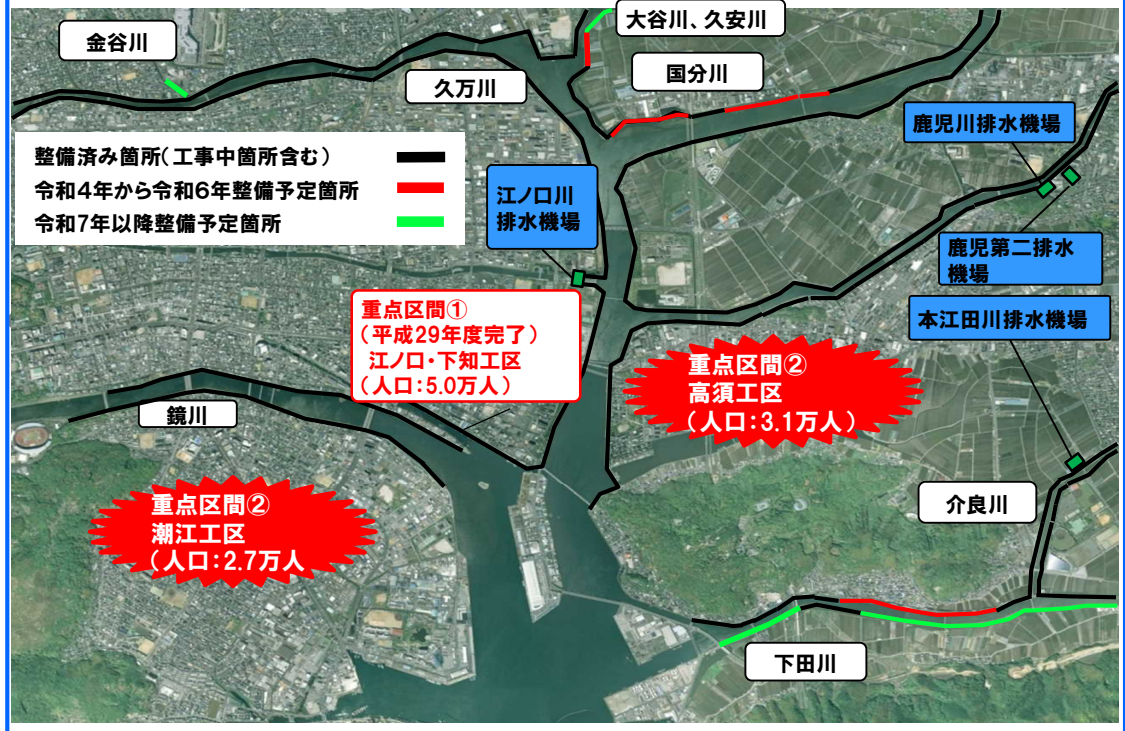 大谷川、久安川
金谷川
国分川
久万川
鹿児川排水機場
整備済み箇所(工事中箇所含む)
令和4年から令和6年整備予定箇所
令和7年以降整備予定箇所
江ノ口川
排水機場
鹿児第二排水
機場
本江田川排水機場
重点区間①
(平成29年度完了)
江ノロ・下知工区
(人口:5.0万人)
重点区間②
高須工区
(人口:3.1万人)
鏡川
重点区間②
潮江工区
(人口:2.7万人
介良川
下田川